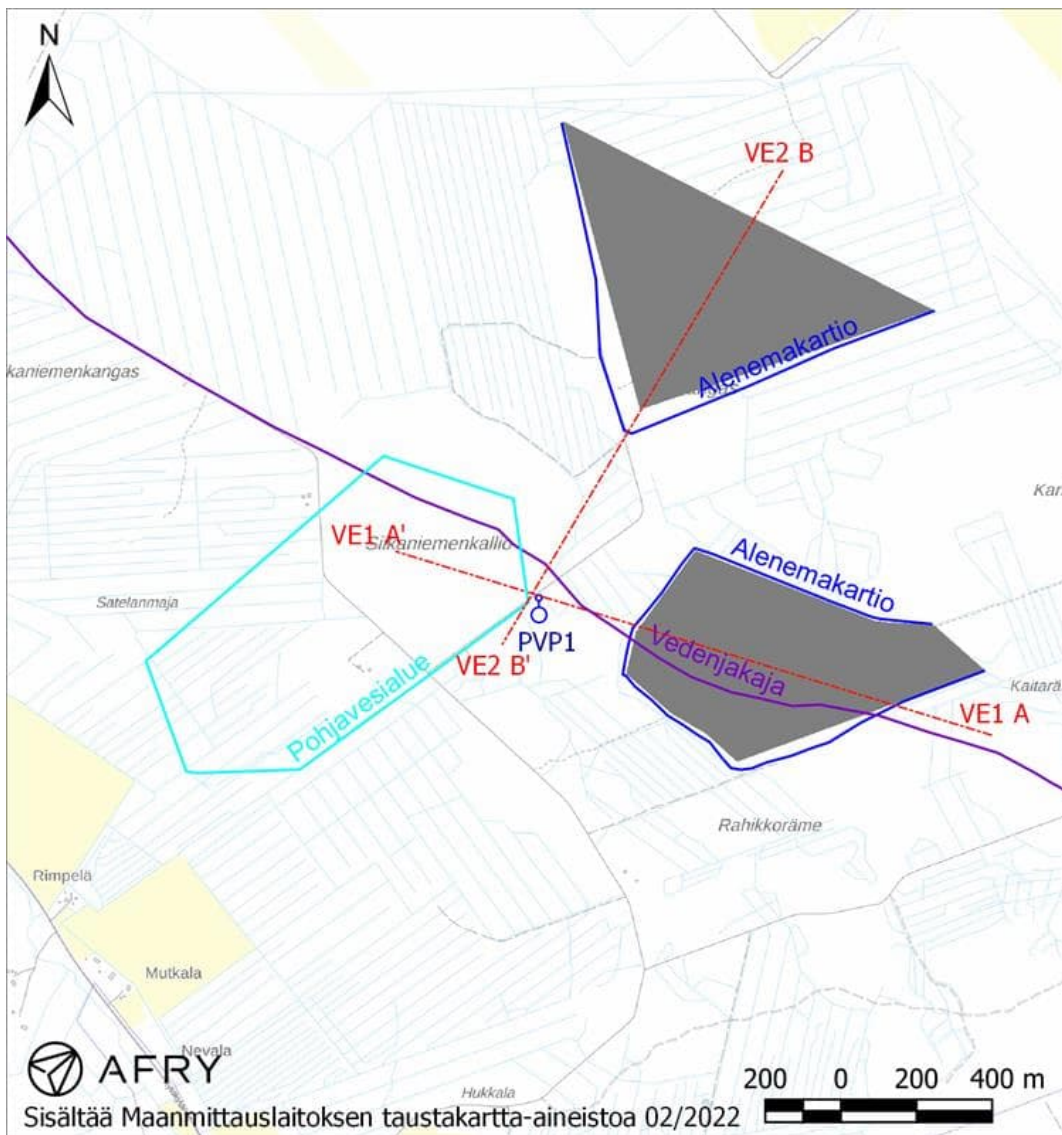 N
VE2 B
Alenemakartio
kaniemenkangas
Kar
VE1 A'
Siikaniemenkallio
Alenemakartio
Satelanmaja
PVP1
VE2 B'
Vedenjakaja
Pohjavesialue
Kaitarä
VE1 A
Rahikkoräme
Rimpelä
Mutkala
Nevala
Hukkala
AFRY
200 0 200 400 m
Sisältää Maanmittauslaitoksen taustakartta-aineistoa 02/2022